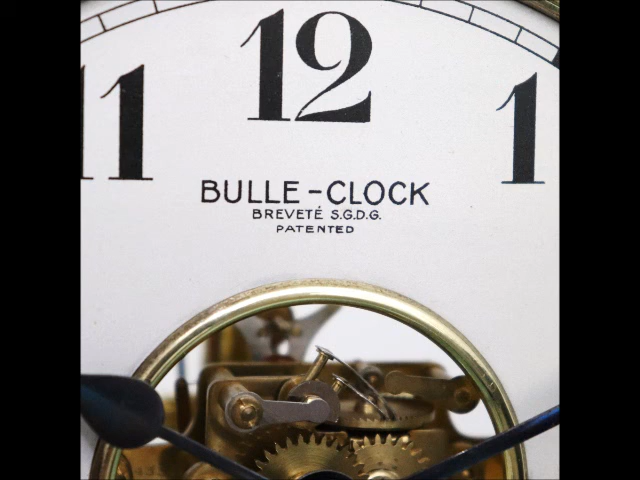 12
11 1
BULLE-CLOCK
BREVETÉ S.G.D.G.
PATENTED